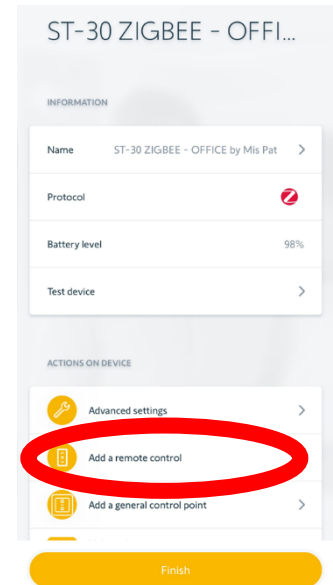 ST-30 ZIGBEE - OFFI...
INFORMATION
Name ST-30 ZIGBEE - OFFICE by Mis Pat
Protocol
Battery level 98%
Test device
ACTIONS ON DEVICE
Advanced settings
Add a remote control
Add a general control point
Finish